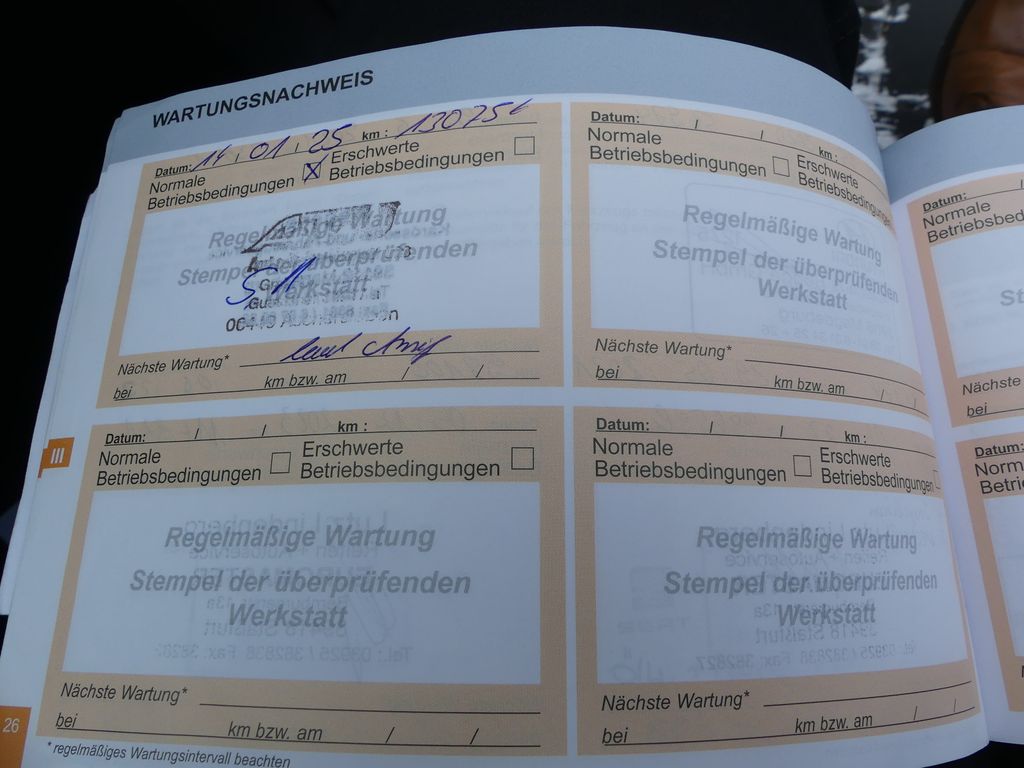 WARTUNGSNACHWEIS
Datum: 14 / 01 / 25 km : 130756
Normale Betriebsbedingungen X Erschwerte Betriebsbedingungen
Regelmäßige Wartung
Stempel der überprüfenden
Werkstatt
Nächste Wartung*
bei km bzw. am / /
Datum: / / km :
Normale Betriebsbedingungen Erschwerte Betriebsbedingungen
Regelmäßige Wartung
Stempel der überprüfenden
Werkstatt
Nächste Wartung*
bei km bzw. am / /
Datum: / / km :
Normale Betriebsbedingungen Erschwerte Betriebsbedingungen
Regelmäßige Wartung
Stempel der überprüfenden
Werkstatt
Nächste Wartung*
bei km bzw. am / /
Datum: / / km :
Normale Betriebsbedingungen Erschwerte Betriebsbedingungen
Regelmäßige Wartung
Stempel der überprüfenden
Werkstatt
Nächste Wartung*
bei km bzw. am / /
* regelmäßiges Wartungsintervall beachten
III
26
Datum:
Normale
Nächste
bei
Datum: